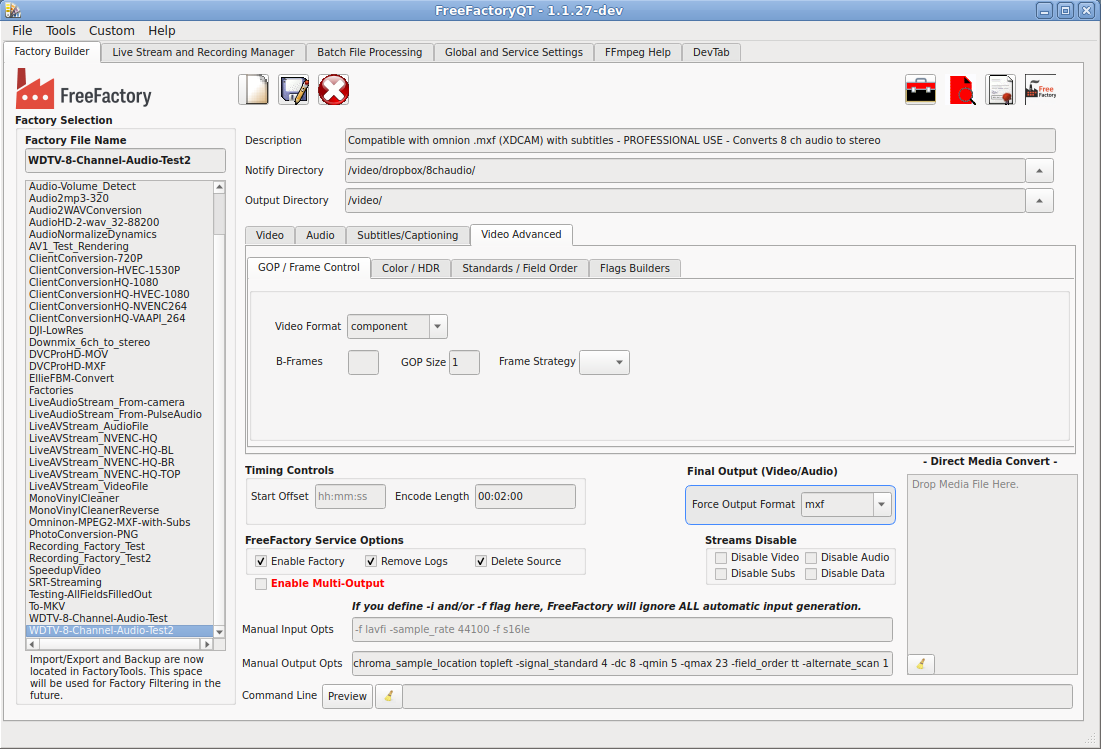 FreeFactoryQT - 1.1.27-dev
File Tools Custom Help
Factory Builder Live Stream and Recording Manager Batch File Processing Global and Service Settings FFmpeg Help DevTab
FreeFactory
Free Factory
Factory Selection
Factory File Name
WDTV-8-Channel-Audio-Test2
Audio-Volume_Detect
Audio2mp3-320
Audio2WAVConversion
AudioHD-2-wav_32-88200
AudioNormalizeDynamics
AV1_Test_Rendering
ClientConversion-720P
ClientConversion-HVEC-1530P
ClientConversionHQ-1080
ClientConversionHQ-HVEC-1080
ClientConversionHQ-NVENC264
ClientConversionHQ-VAAPI_264
DJI-LowRes
Downmix_6ch_to_stereo
DVCProHD-MOV
DVCProHD-MXF
EllieFBM-Convert
Factories
LiveAudioStream_From-camera
LiveAudioStream_From-PulseAudio
LiveAVStream_AudioFile
LiveAVStream_NVENC-HQ
LiveAVStream_NVENC-HQ-BL
LiveAVStream_NVENC-HQ-BR
LiveAVStream_NVENC-HQ-TOP
LiveAVStream_VideoFile
MonoVinylCleaner
MonoVinylCleanerReverse
Omninon-MPEG2-MXF-with-Subs
PhotoConversion-PNG
Recording_Factory_Test
Recording_Factory_Test2
SpeedupVideo
SRT-Streaming
Testing-AllFieldsFilledOut
To-MKV
WDTV-8-Channel-Audio-Test
WDTV-8-Channel-Audio-Test2
Import/Export and Backup are now
located in FactoryTools. This space
will be used for Factory Filtering in the
future.
Description Compatible with omnion .mxf (XDCAM) with subtitles - PROFESSIONAL USE - Converts 8 ch audio to stereo
Notify Directory /video/dropbox/8chaudio/
Output Directory /video/
Video Audio Subtitles/Captioning Video Advanced
GOP / Frame Control Color / HDR Standards / Field Order Flags Builders
Video Format component
B-Frames GOP Size 1 Frame Strategy
Timing Controls
Start Offset hh:mm:ss Encode Length 00:02:00
Final Output (Video/Audio)
Force Output Format mxf
- Direct Media Convert -
Drop Media File Here.
FreeFactory Service Options
Enable Factory Remove Logs Delete Source
Enable Multi-Output
Streams Disable
Disable Video Disable Audio
Disable Subs Disable Data
If you define -i and/or -f flag here, FreeFactory will ignore ALL automatic input generation.
Manual Input Opts -f lavfi -sample_rate 44100 -f s16le
Manual Output Opts chroma_sample_location topleft -signal_standard 4 -dc 8 -qmin 5 -qmax 23 -field_order tt -alternate_scan 1
Command Line Preview